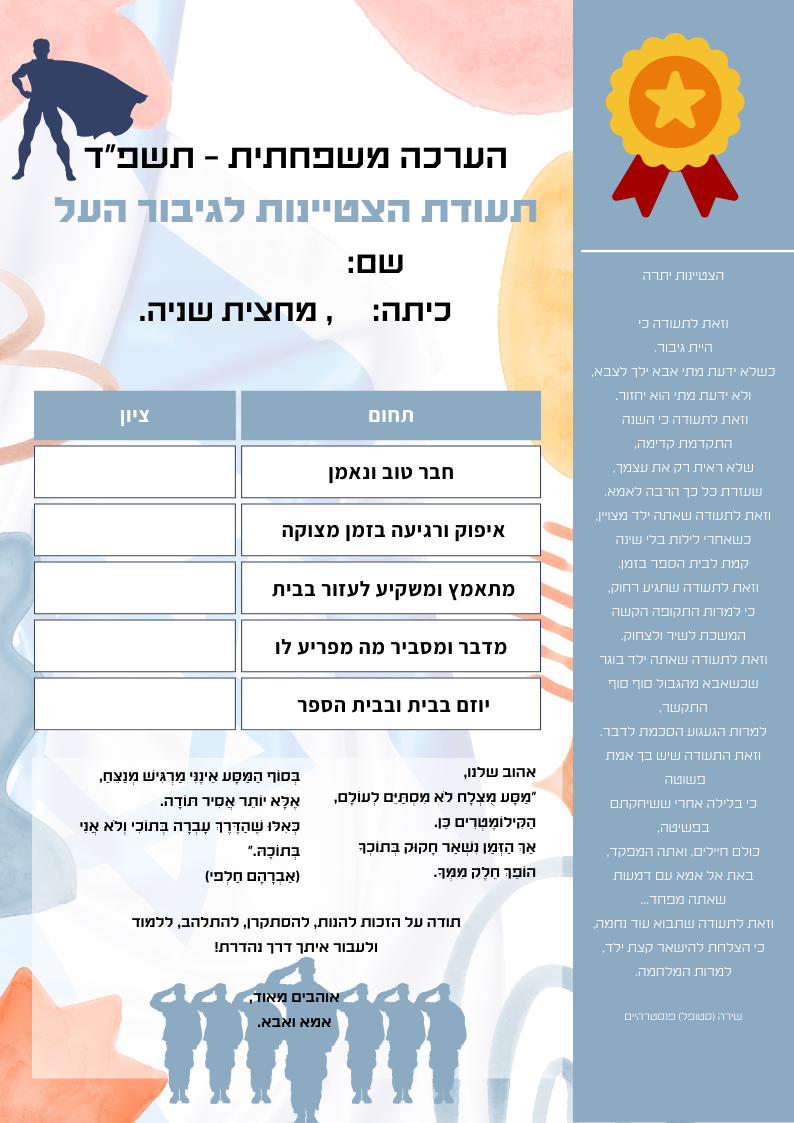 הערכה משפחתית - תשפ"ד
תעודת הצטיינות לגיבור העל
שם:
כיתה: , מחצית שניה.
תחום
ציון
חבר טוב ונאמן
איפוק ורגיעה בזמן מצוקה
מתאמץ ומשקיע לעזור בבית
מדבר ומסביר מה מפריע לו
יוזם בבית ובבית הספר
אהוב שלנו,
"מַסָּע מֻצְלָח לֹא מִסְתַּיֵּם לְעוֹלָם,
הַקִּילוֹמֶטְרִים כֵּן.
אַךְ הַזְּמַן נִשְׁאַר חָקוּק בְּתוֹכְךָ
הוֹפֵךְ חֵלֶק מִמְּךָ.
בְּסוֹף הַמַּסָּע אֵינֶנִּי מַרְגִּישׁ מְנַצֵּחַ,
אֶלָּא יוֹתֵר אֲסִיר תּוֹדָה.
כְּאִלּוּ שֶׁהַדֶּרֶךְ עָבְרָה בְּתוֹכִי וְלֹא אֲנִי
בְּתוֹכָהּ."
(אַבְרָהָם חַלְפִי)
תודה על הזכות להנות, להסתקרן, להתלהב, ללמוד
ולעבור איתך דרך נהדרת!
אוהבים מאוד,
אמא ואבא.
הצטיינות יתרה
וזאת לתעודה כי
היית גיבור.
כשלא ידעת מתי אבא ילך לצבא,
ולא ידעת מתי הוא יחזור.
וזאת לתעודה כי השנה
התקדמת קדימה,
שלא ראית רק את עצמך,
שעזרת כל כך הרבה לאמא.
וזאת לתעודה שאתה ילד מצויין,
כשאחרי לילות בלי שינה
קמת לבית הספר בזמן.
וזאת לתעודה שתגיע רחוק,
כי למרות התקופה הקשה
המשכת לשיר ולצחוק.
וזאת לתעודה שאתה ילד בוגר
שכשאבא מהגבול סוף סוף
התקשר,
למרות הגעגוע הסכמת לדבר.
וזאת התעודה שיש בך אמת
פשוטה
כי בלילה אחרי ששיחקתם
בפשיטה,
כולם חיילים, ואתה המפקד,
באת אל אמא עם דמעות
שאתה מפחד...
וזאת לתעודה שתבוא עוד נחמה,
כי הצלחת להישאר קצת ילד,
למרות המלחמה.
שירה (סטופל) פנסטרהיים